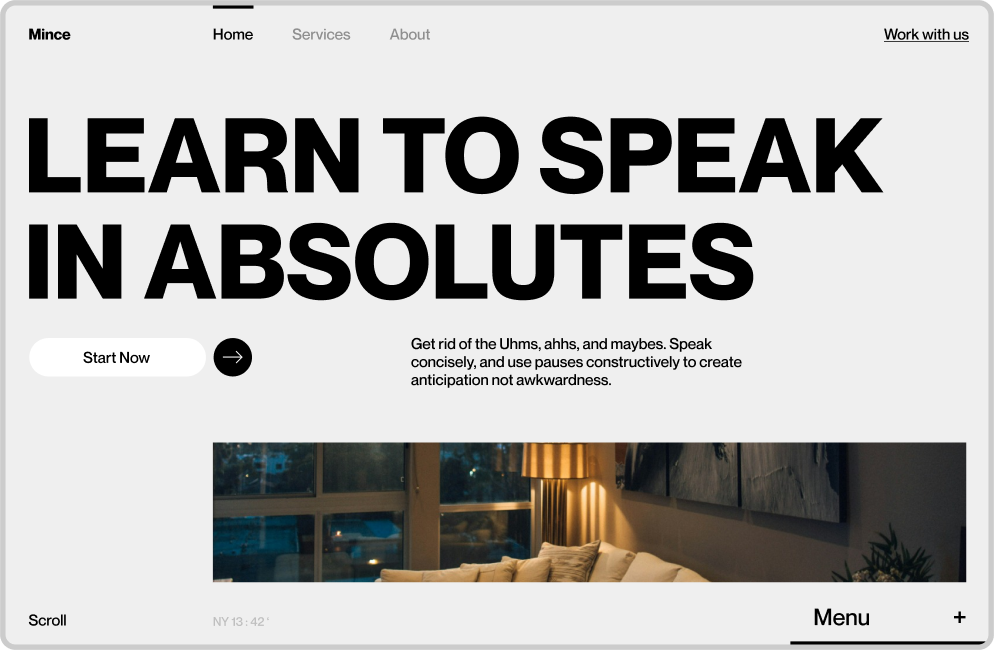 Mince
Home
Services
About
Work with us
LEARN TO SPEAK
IN ABSOLUTES
Start Now
Get rid of the Uhms, ahhs, and maybes. Speak
concisely, and use pauses constructively to create
anticipation not awkwardness.
Scroll
NY 13 : 42 '
Menu
+